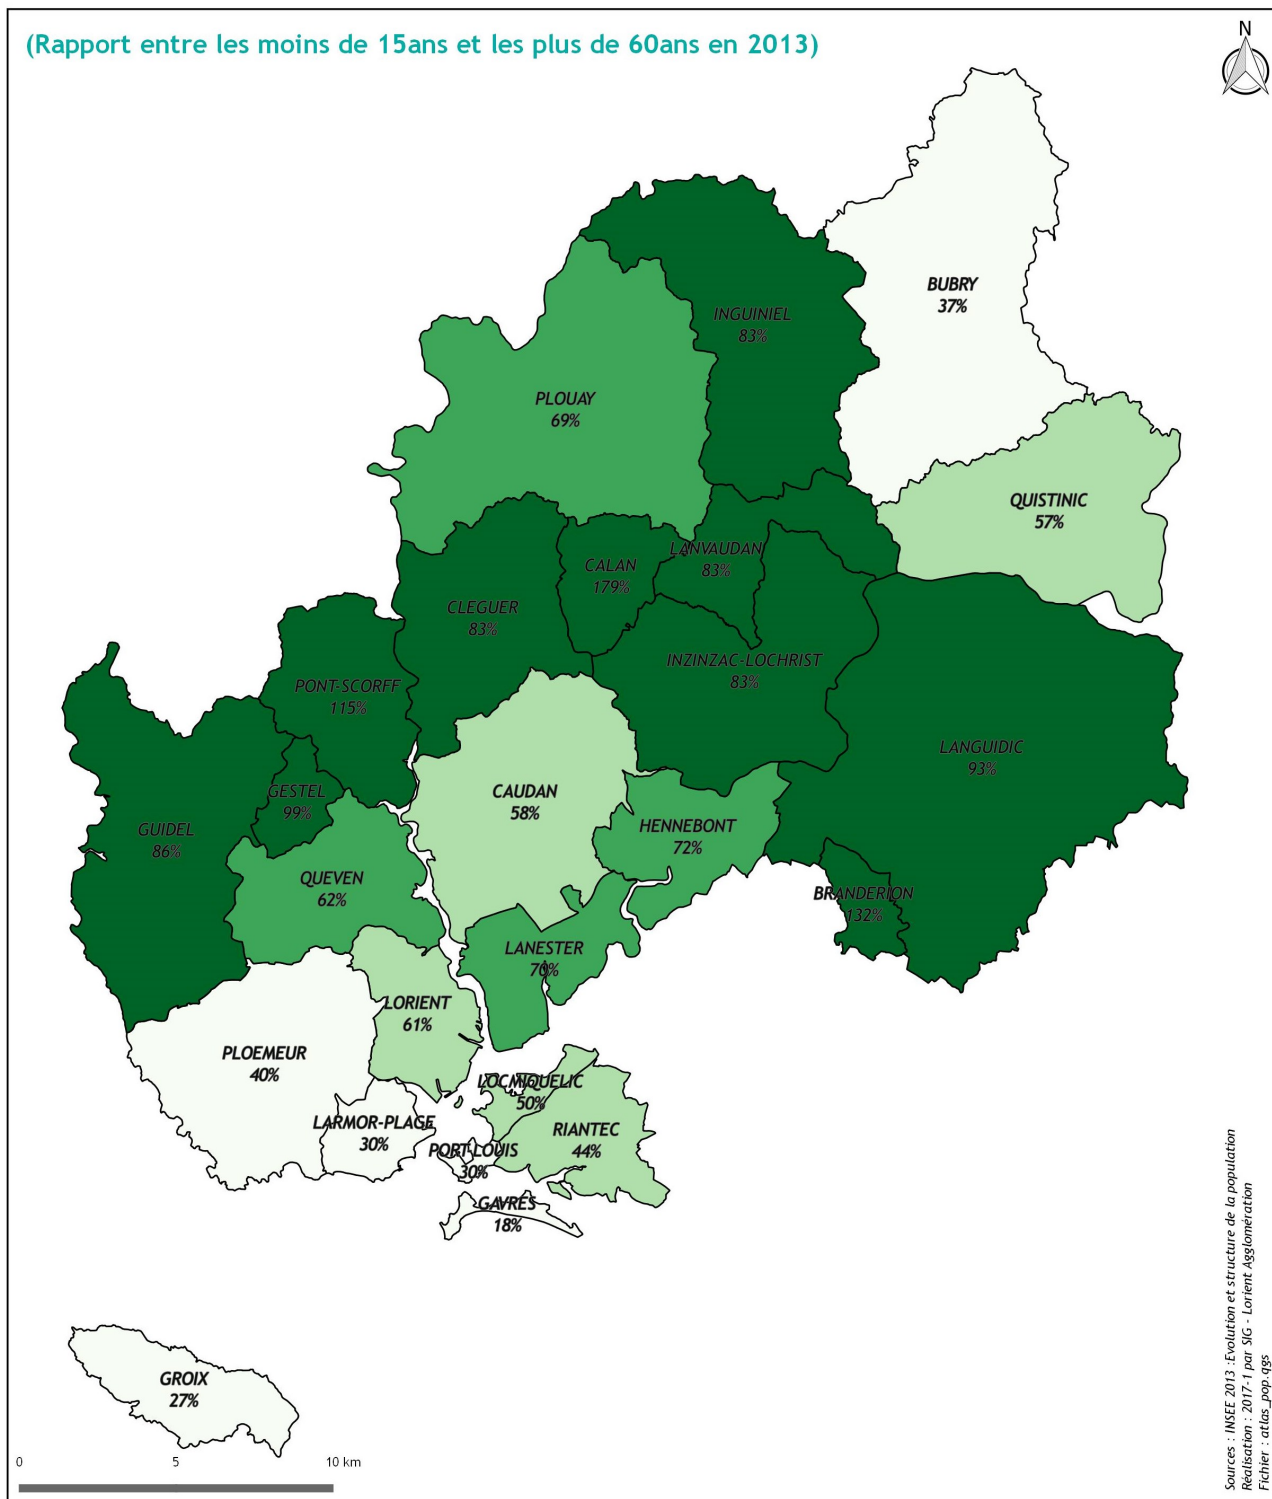 (Rapport entre les moins de 15ans et les plus de 60ans en 2013)
N
BUBRY
37%
INGUINIEL
83%
PLOUAY
69%
QUISTINIC
57%
LANVAUDAN
83%
CALAN
179%
CLEGUER
83%
INZINZAC-LOCHRIST
83%
PONT-SCORFF
115%
LANGUIDIC
93%
GESTEL
99%
CAUDAN
58%
GUIDEL
86%
HENNEBONT
72%
QUEVEN
62%
BRANDERION
132%
LANESTER
70%
LORIENT
61%
PLOEMEUR
40%
LOCMIQUELIC
50%
LARMOR-PLAGE
30%
RIANTEC
44%
PORT-LOUIS
30%
GAVRES
18%
GROIX
27%
0 5 10 km
Sources : INSEE 2013 :Evolution et structure de la population
Réalisation : 2017-1 par SIG - Lorient Agglomération
Fichier : atlas_pop.qgs